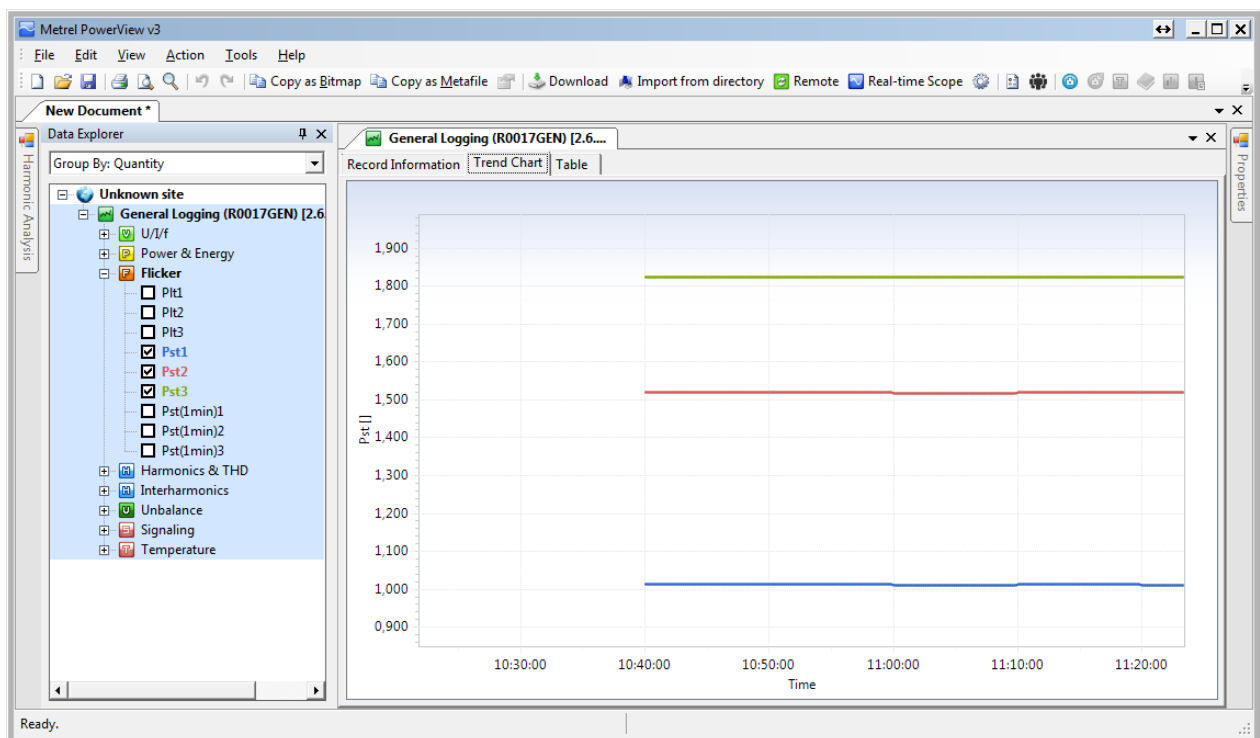 Metrel PowerView v3
File Edit View Action Tools Help
Copy as Bitmap Copy as Metafile Download Import from directory Remote Real-time Scope
New Document *
Harmonic Analysis
Data Explorer
Group By: Quantity
Unknown site
General Logging (R0017GEN) [2.6.
U/I/f
Power & Energy
Flicker
Plt1
Plt2
Plt3
Pst1
Pst2
Pst3
Pst(1min)1
Pst(1min)2
Pst(1min)3
Harmonics & THD
Interharmonics
Unbalance
Signaling
Temperature
General Logging (R0017GEN) [2.6....
Record Information Trend Chart Table
Pst []
1,900
1,800
1,700
1,600
1,500
1,400
1,300
1,200
1,100
1,000
0,900
10:30:00 10:40:00 10:50:00 11:00:00 11:10:00 11:20:00
Time
Properties
Ready.